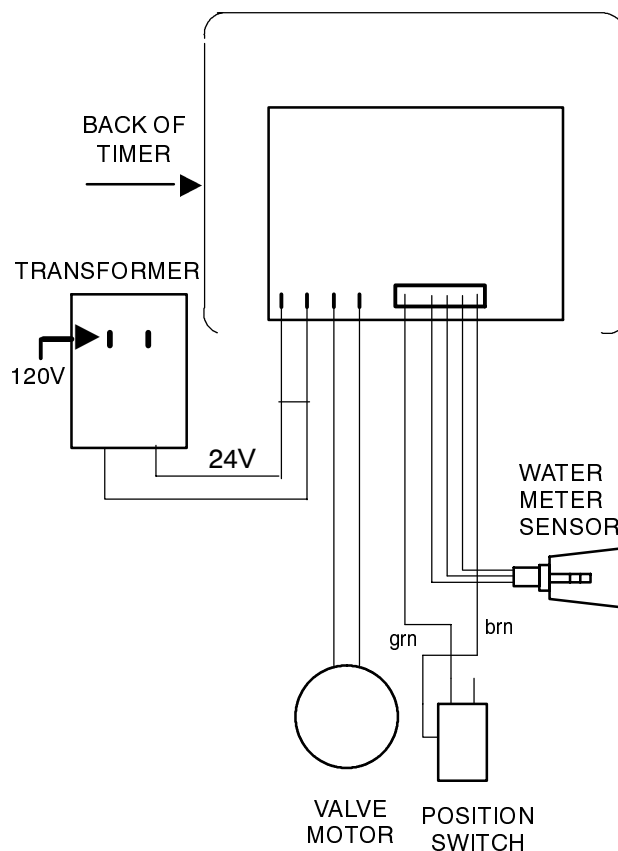 BACK OF
TIMER
TRANSFORMER
120V
24V
WATER
METER
SENSOR
grn
brn
VALVE
MOTOR
POSITION
SWITCH